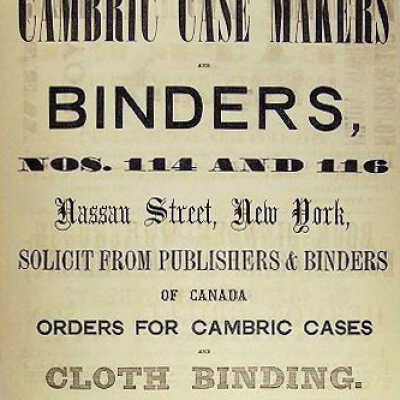 CAMBRIC CASE MAKERS
AND
BINDERS,
NOS. 114 AND 116
Nassau Street, New York,
SOLICIT FROM PUBLISHERS & BINDERS
OF CANADA
ORDERS FOR CAMBRIC CASES
AND
CLOTH BINDING.